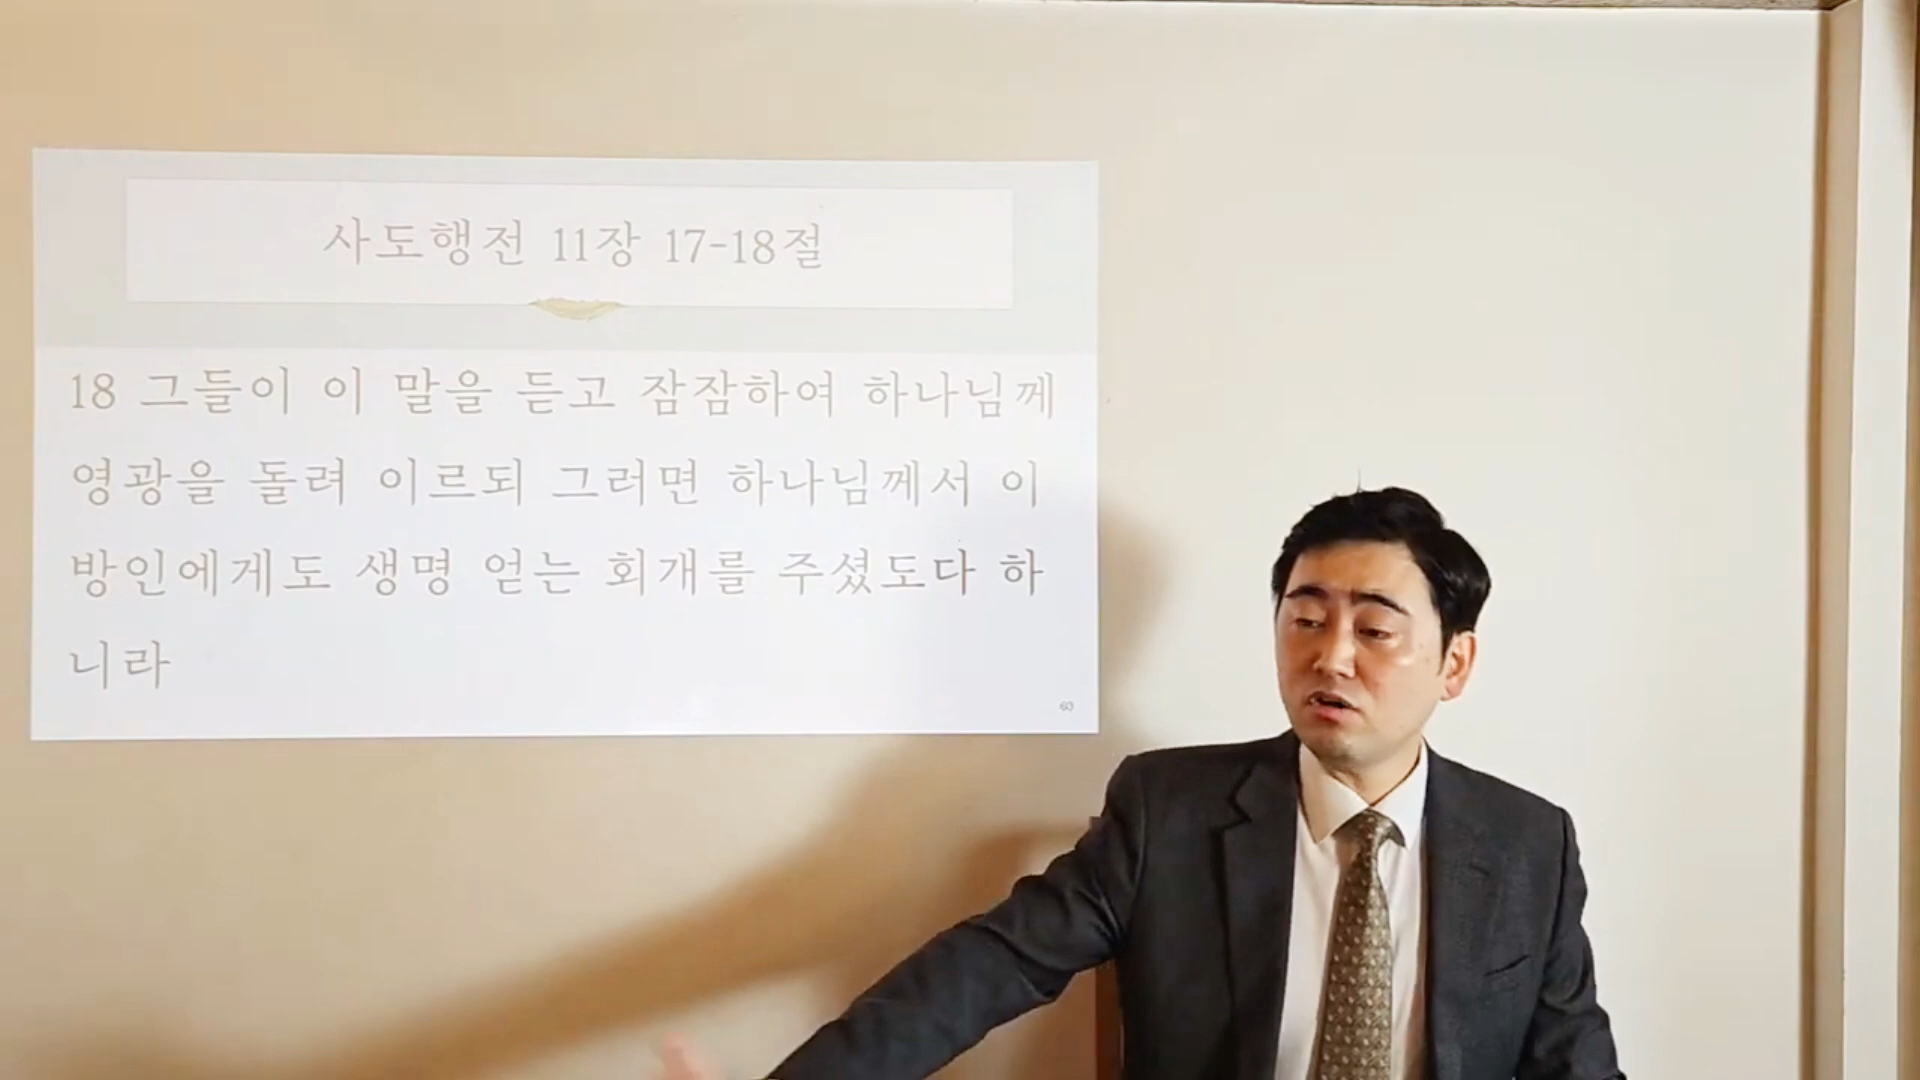 사도행전 11장 17-18절
18 그들이 이 말을 듣고 잠잠하여 하나님께
영광을 돌려 이르되 그러면 하나님께서 이
방인에게도 생명 얻는 회개를 주셨도다 하
니라
60